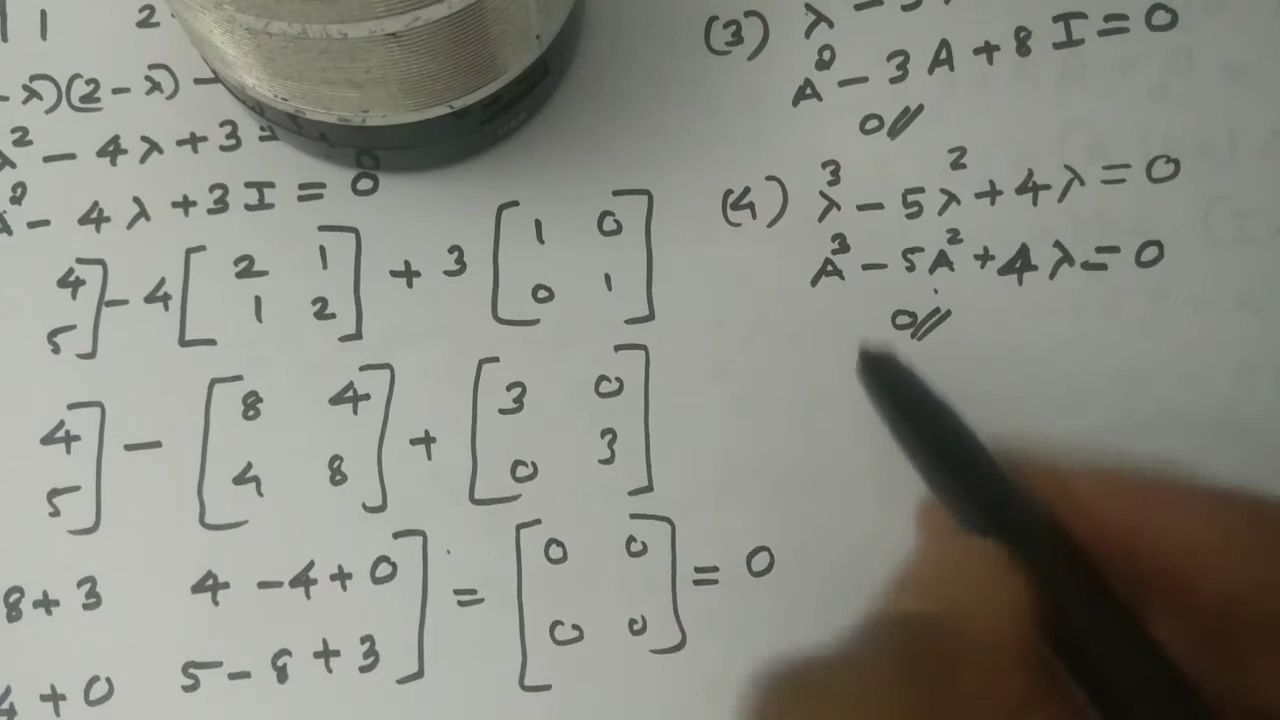 1 1 2
- λ)(2 - λ) -
λ² - 4λ + 3 =
A² - 4λ + 3I = 0
4 5] - 4 [2 1 1 2] + 3 [1 0 0 1]
4 5] - [8 4 4 8] + [3 0 0 3]
8 + 3 4 - 4 + 0
4 + 0 5 - 8 + 3] = [0 0 0 0] = 0
(3) λ
A² - 3A + 8I = 0
0//
(4) λ³ - 5λ² + 4λ = 0
A³ - 5A² + 4λ = 0
0//